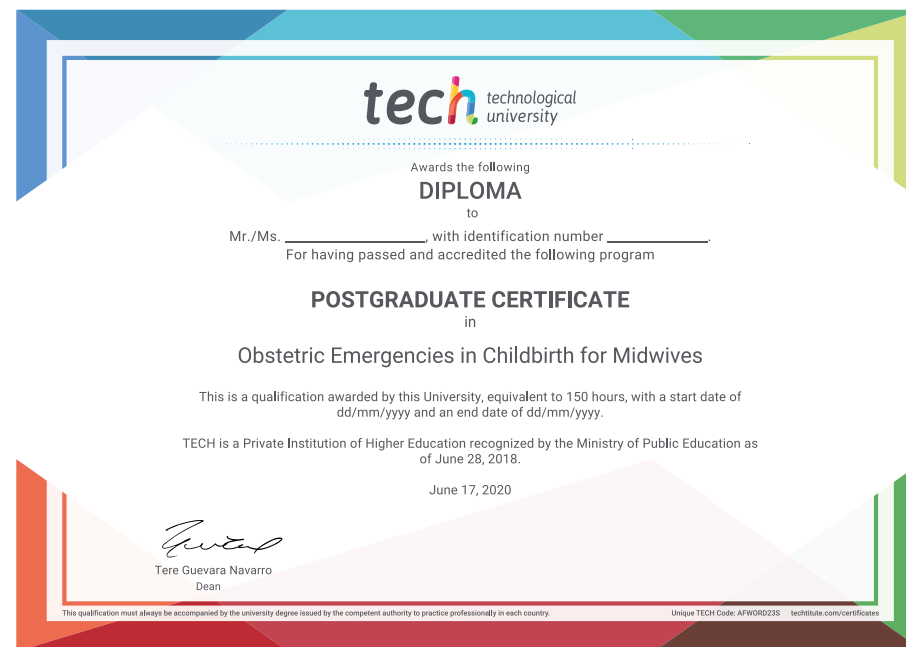 tech technological
university
Awards the following
DIPLOMA
to
Mr./Ms. ____________________, with identification number ______________.
For having passed and accredited the following program
POSTGRADUATE CERTIFICATE
in
Obstetric Emergencies in Childbirth for Midwives
This is a qualification awarded by this University, equivalent to 150 hours, with a start date of
dd/mm/yyyy and an end date of dd/mm/yyyy.
TECH is a Private Institution of Higher Education recognized by the Ministry of Public Education as
of June 28, 2018.
June 17, 2020
Tere Guevara Navarro
Dean
This qualification must always be accompanied by the university degree issued by the competent authority to practice professionally in each country.
Unique TECH Code: AFWORD23S techtitute.com/certificates